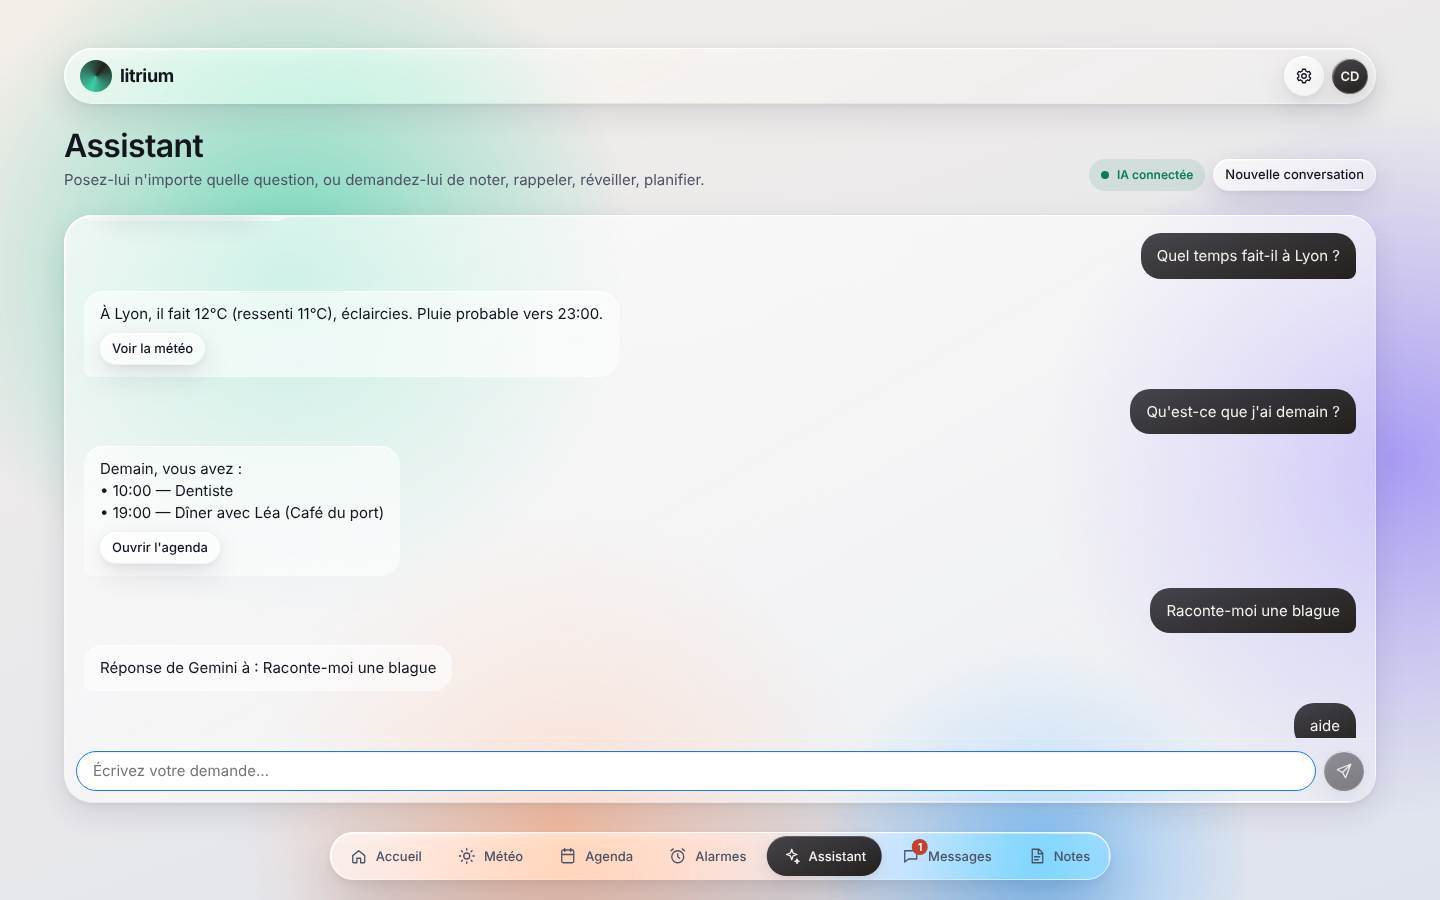 litrium
CD
Assistant
Posez-lui n'importe quelle question, ou demandez-lui de noter, rappeler, réveiller, planifier.
IA connectée
Nouvelle conversation
Quel temps fait-il à Lyon ?
À Lyon, il fait 12°C (ressenti 11°C), éclaircies. Pluie probable vers 23:00.
Voir la météo
Qu'est-ce que j'ai demain ?
Demain, vous avez :
• 10:00 — Dentiste
• 19:00 — Dîner avec Léa (Café du port)
Ouvrir l'agenda
Raconte-moi une blague
Réponse de Gemini à : Raconte-moi une blague
aide
Écrivez votre demande...
Accueil
Météo
Agenda
Alarmes
Assistant
1
Messages
Notes